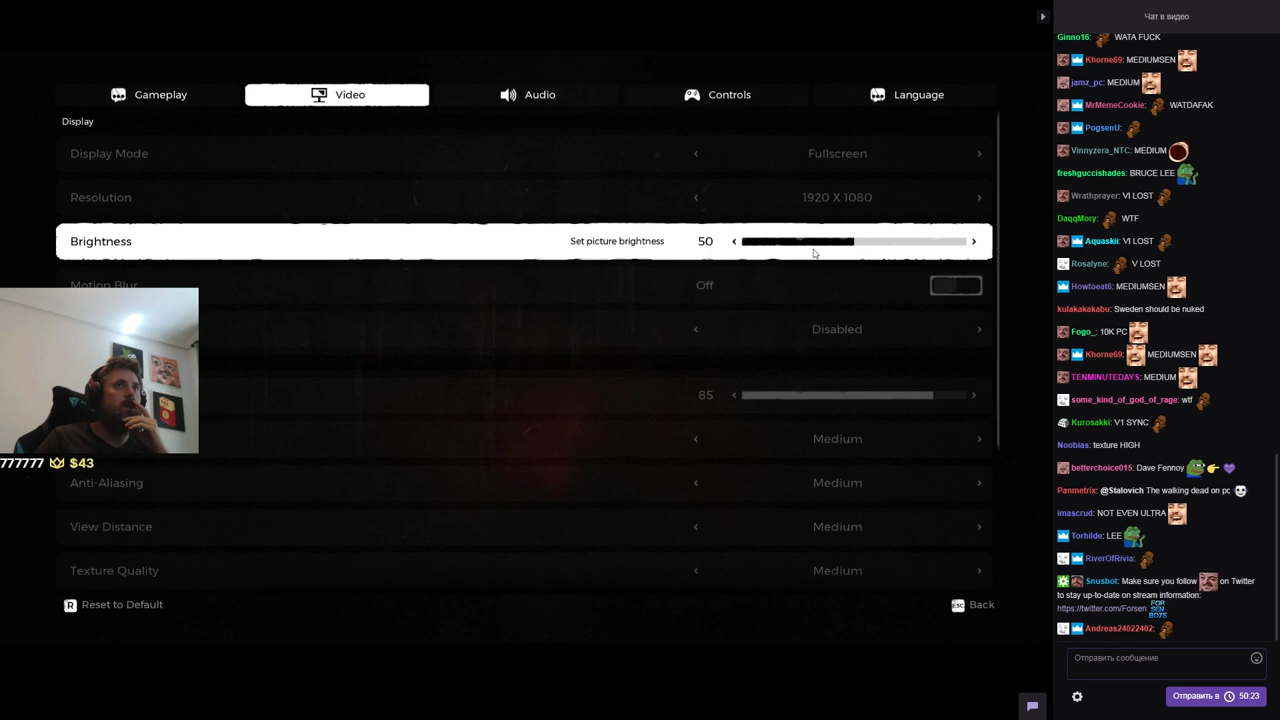 Gameplay
Video
Audio
Controls
Language
Display
Display Mode
Fullscreen
Resolution
1920 X 1080
Brightness
Set picture brightness
50
Motion Blur
Off
Disabled
85
Medium
Anti-Aliasing
Medium
View Distance
Medium
Texture Quality
Medium
R Reset to Default
ESC Back
777777 $43
Чат в видео
Ginno16: WATA FUCK
Khorne69: MEDIUMSEN
jamz_pc: MEDIUM
MrMemeCookie: WATDAFAK
PogsenU:
Vinnyzera_NTC: MEDIUM
freshguccishades: BRUCE LEE
Wrathprayer: VI LOST
DaqqMory: WTF
Aquaskii: VI LOST
Rosalyne: V LOST
Howtoeat6: MEDIUMSEN
kulakakakabu: Sweden should be nuked
Fogo_: 10K PC
Khorne69: MEDIUMSEN
TENMINUTEDAYS: MEDIUM
some_kind_of_god_of_rage: wtf
Kurosakki: V1 SYNC
Noobias: texture HIGH
betterchoice015: Dave Fennoy
Panmetrix: @Stalovich The walking dead on pc
imascrud: NOT EVEN ULTRA
Torhilde: LEE
RiverOfRivia:
Snusbot: Make sure you follow on Twitter
to stay up-to-date on stream information:
https://twitter.com/Forsen FOR SEN BOTS
Andreas24022402:
Отправить сообщение
Отправить в 50:23